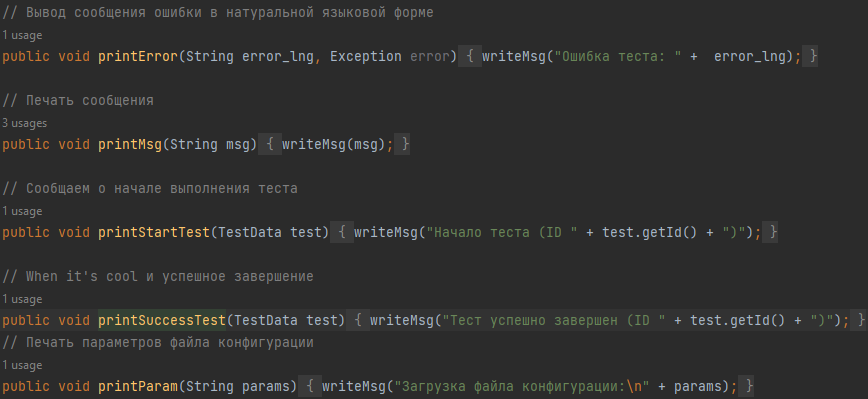 // Вывод сообщения ошибки в натуральной языковой форме
1 usage
public void printError(String error_lng, Exception error) { writeMsg("Ошибка теста: " +  error_lng); }
// Печать сообщения
3 usages
public void printMsg(String msg) { writeMsg(msg); }
// Сообщаем о начале выполнения теста
1 usage
public void printStartTest(TestData test) { writeMsg("Начало теста (ID " + test.getId() + ")"); }
// When it's cool и успешное завершение
1 usage
public void printSuccessTest(TestData test) { writeMsg("Тест успешно завершен (ID " + test.getId() + ")"); }
// Печать параметров файла конфигурации
1 usage
public void printParam(String params) { writeMsg("Загрузка файла конфигурации:\n" + params); }